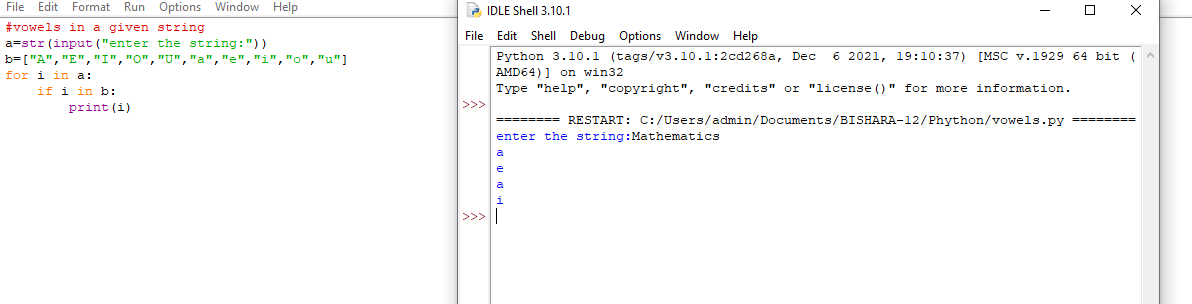 File Edit Format Run Options Window Help
#vowels in a given string
a=str(input("enter the string:"))
b=["A","E","I","O","U","a","e","i","o","u"]
for i in a:
    if i in b:
        print(i)
IDLE Shell 3.10.1
File Edit Shell Debug Options Window Help
Python 3.10.1 (tags/v3.10.1:2cd268a, Dec  6 2021, 19:10:37) [MSC v.1929 64 bit (
AMD64)] on win32
Type "help", "copyright", "credits" or "license()" for more information.
>>>
======== RESTART: C:/Users/admin/Documents/BISHARA-12/Phython/vowels.py ========
enter the string:Mathematics
a
e
a
i
>>>